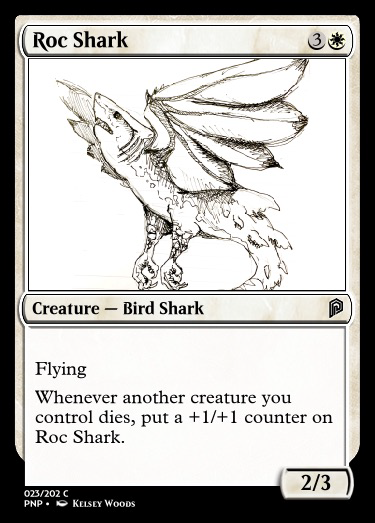 Roc Shark 3
Creature — Bird Shark
Flying
Whenever another creature you
control dies, put a +1/+1 counter on
Roc Shark.
2/3
023/202 C
PNP • Kelsey Woods